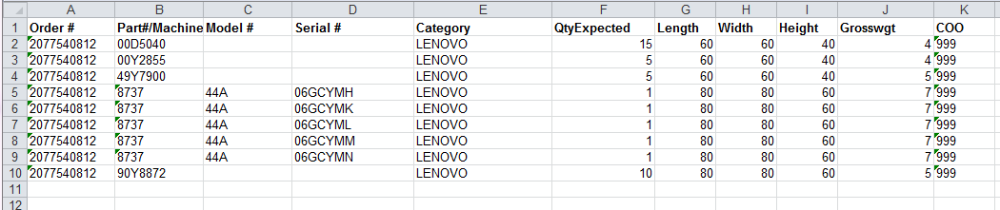 A B C D E F G H I J K
1 Order # Part#/Machine Model # Serial # Category QtyExpected Length Width Height Grosswgt COO
2 2077540812 00D5040 LENOVO 15 60 60 40 4 999
3 2077540812 00Y2855 LENOVO 5 60 60 40 4 999
4 2077540812 49Y7900 LENOVO 5 60 60 40 5 999
5 2077540812 8737 44A 06GCYMH LENOVO 1 80 80 60 7 999
6 2077540812 8737 44A 06GCYMK LENOVO 1 80 80 60 7 999
7 2077540812 8737 44A 06GCYML LENOVO 1 80 80 60 7 999
8 2077540812 8737 44A 06GCYMM LENOVO 1 80 80 60 7 999
9 2077540812 8737 44A 06GCYMN LENOVO 1 80 80 60 7 999
10 2077540812 90Y8872 LENOVO 10 80 80 60 5 999
11
12